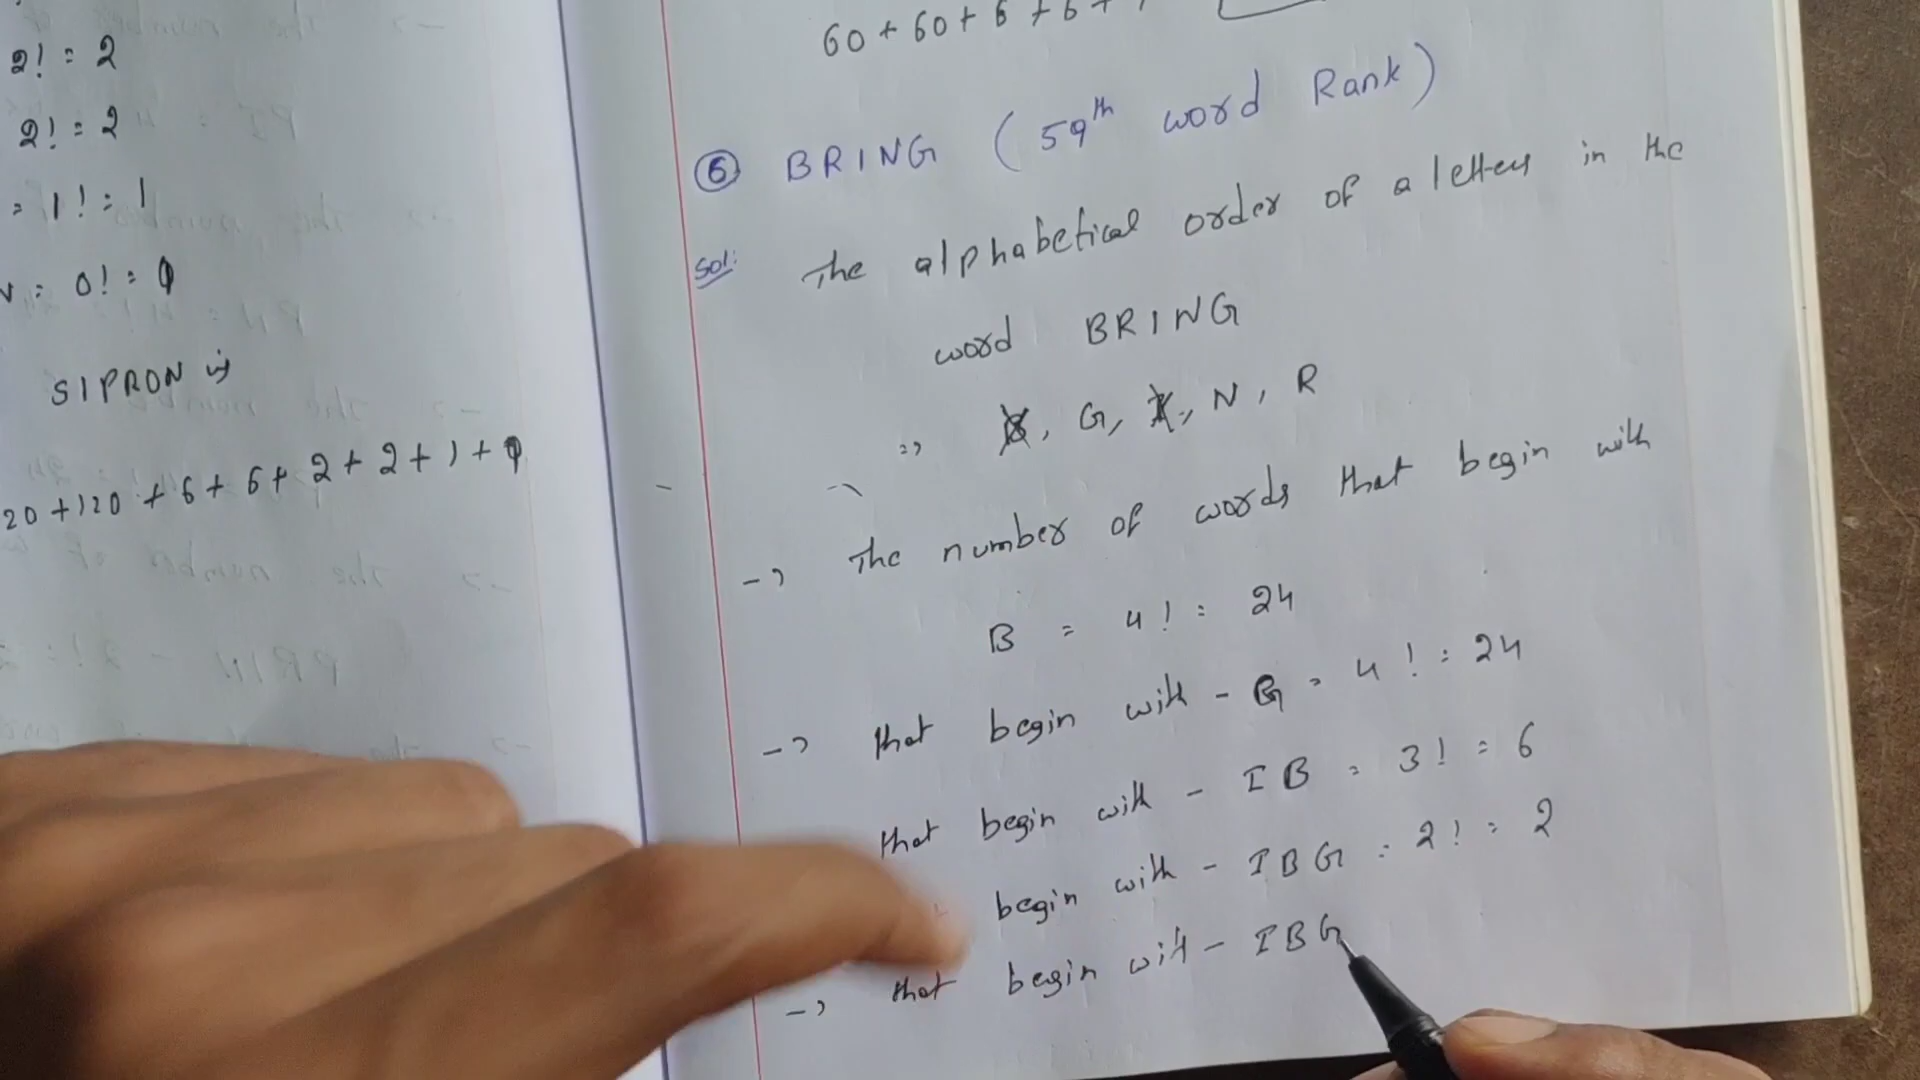 2! = 2
2! = 2
= 1! = 1
= 0! = 1
SIPRON is
20 + 120 + 6 + 6 + 2 + 2 + 1 + 1
60 + 60 + 6 + 6 +
⑥ BRING (59th word Rank)
Sol: The alphabetical order of a letters in the
word BRING
B, G, I, N, R
-> The number of words that begin with
B = 4! = 24
-> that begin with - G = 4! = 24
that begin with - IB = 3! = 6
begin with - IBG = 2! = 2
-> that begin with - IBG